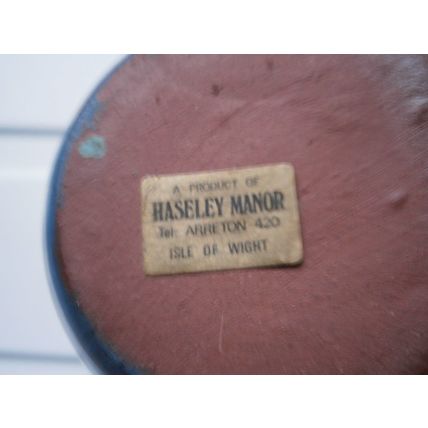 A PRODUCT OF
HASELEY MANOR
Tel: ARRETON 420
ISLE OF WIGHT